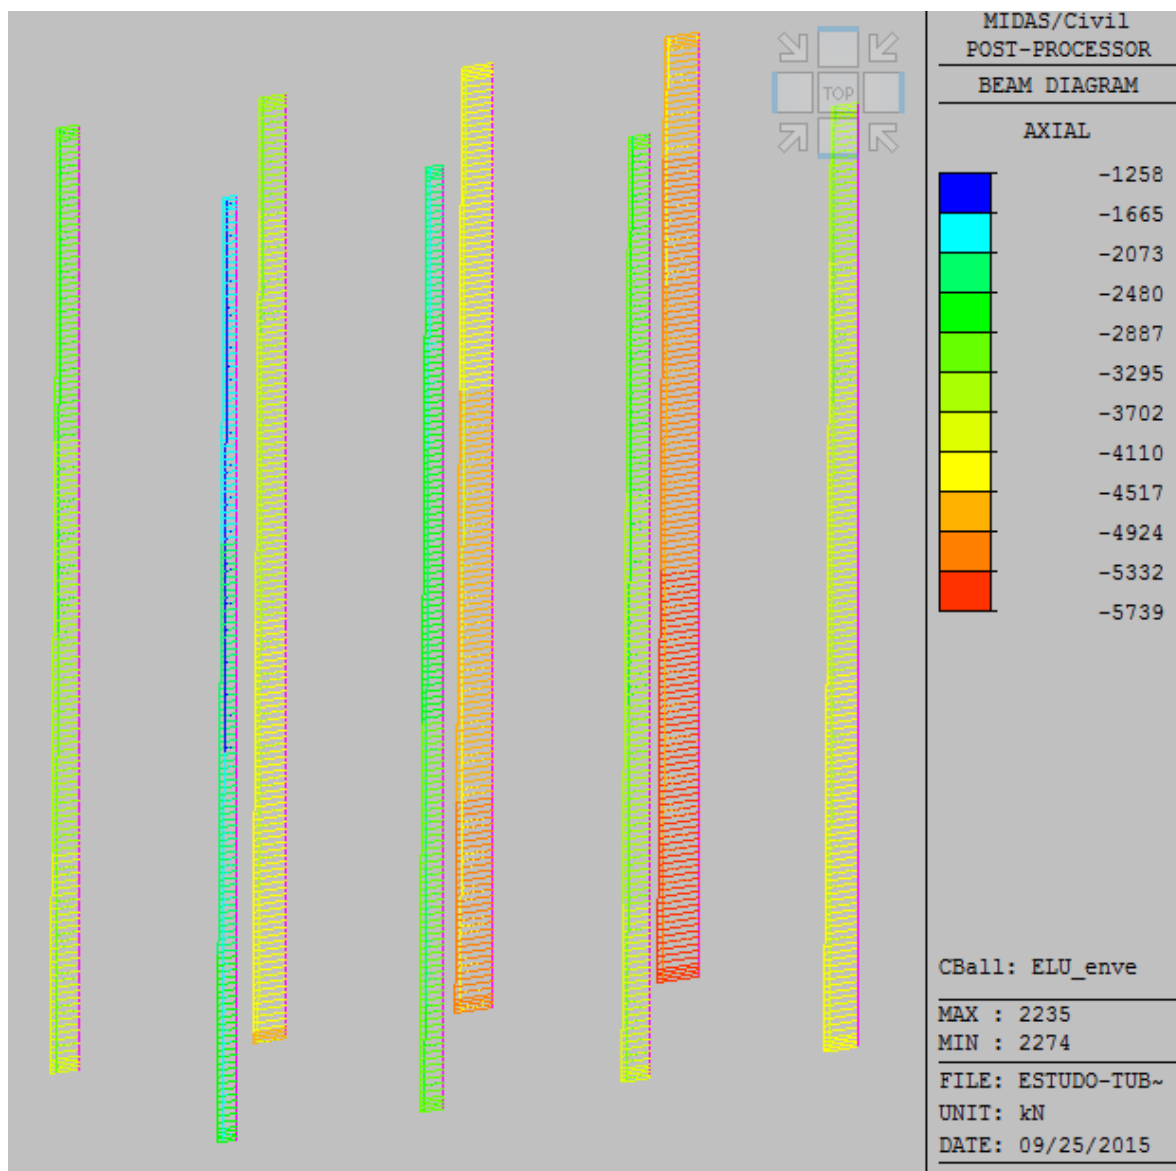 MIDAS/Civil
POST-PROCESSOR
BEAM DIAGRAM
AXIAL
-1258
-1665
-2073
-2480
-2887
-3295
-3702
-4110
-4517
-4924
-5332
-5739
TOP
CBall: ELU_enve
MAX : 2235
MIN : 2274
FILE: ESTUDO-TUB~
UNIT: kN
DATE: 09/25/2015